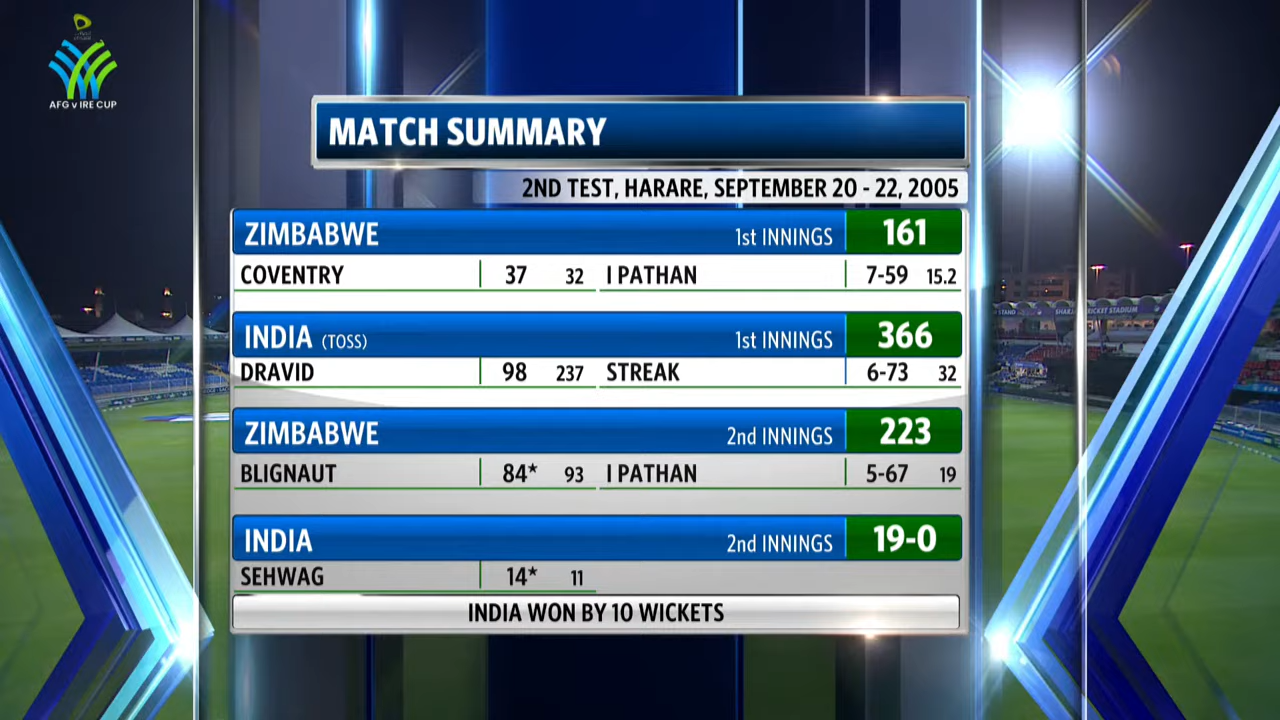 AFG v IRE CUP
MATCH SUMMARY
2ND TEST, HARARE, SEPTEMBER 20 - 22, 2005
ZIMBABWE 1st INNINGS 161
COVENTRY 37 32 I PATHAN 7-59 15.2
INDIA (TOSS) 1st INNINGS 366
DRAVID 98 237 STREAK 6-73 32
ZIMBABWE 2nd INNINGS 223
BLIGNAUT 84* 93 I PATHAN 5-67 19
INDIA 2nd INNINGS 19-0
SEHWAG 14* 11
INDIA WON BY 10 WICKETS
STAND
CRICKET STADIUM